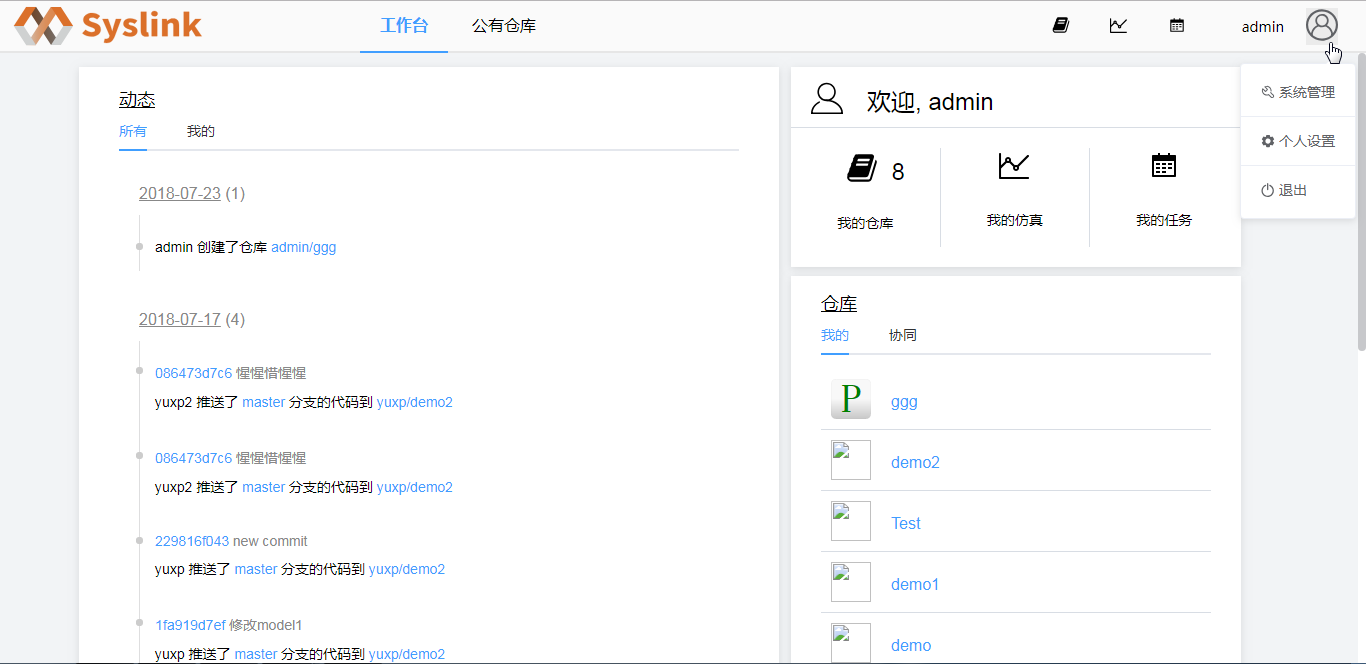 Syslink
工作台
公有仓库
admin
系统管理
个人设置
退出
动态
所有
我的
2018-07-23 (1)
admin 创建了仓库 admin/ggg
2018-07-17 (4)
086473d7c6 惺惺惜惺惺
yuxp2 推送了 master 分支的代码到 yuxp/demo2
086473d7c6 惺惺惜惺惺
yuxp2 推送了 master 分支的代码到 yuxp/demo2
229816f043 new commit
yuxp 推送了 master 分支的代码到 yuxp/demo2
1fa919d7ef 修改model1
yuxp 推送了 master 分支的代码到 yuxp/demo2
欢迎, admin
8
我的仓库
我的仿真
我的任务
仓库
我的
协同
P
ggg
demo2
Test
demo1
demo